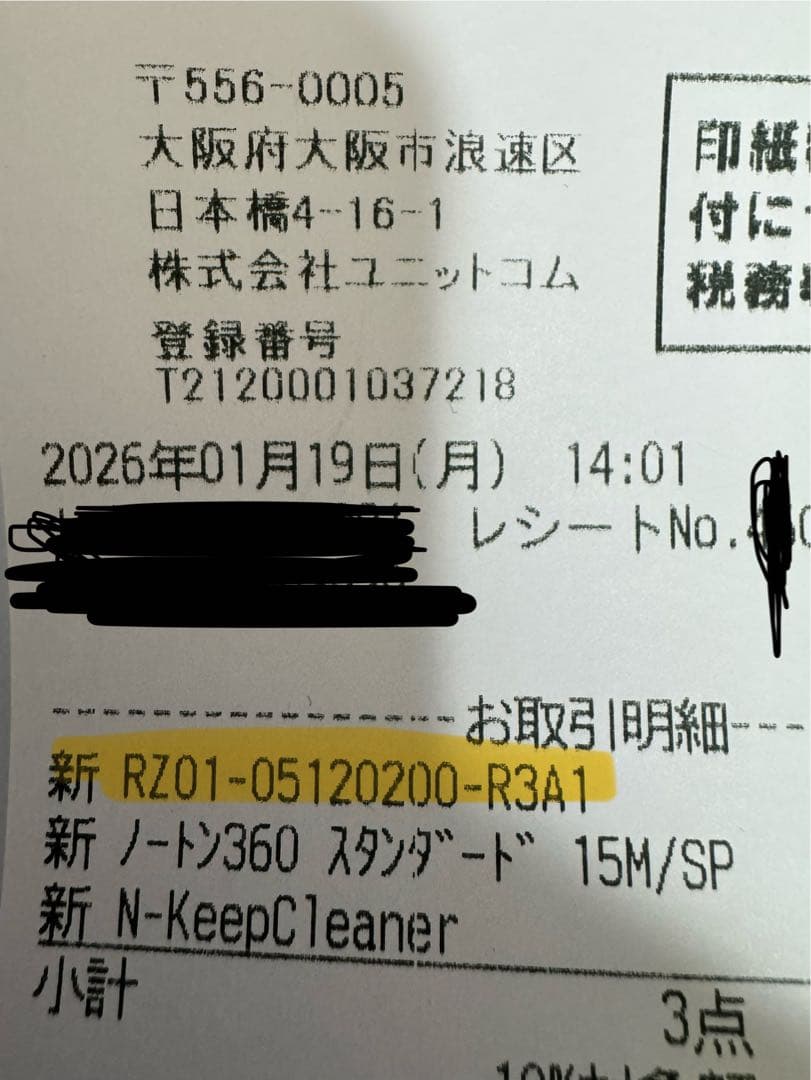 〒556-0005
大阪府大阪市浪速区
日本橋4-16-1
株式会社ユニットコム
登録番号
T2120001037218
印紙
付に
税務
2026年01月19日(月) 14:01
レシートNo.
お取引明細
新 RZ01-05120200-R3A1
新 ノートン360 スタンダード 15M/SP
新 N-KeepCleaner
小計
3点